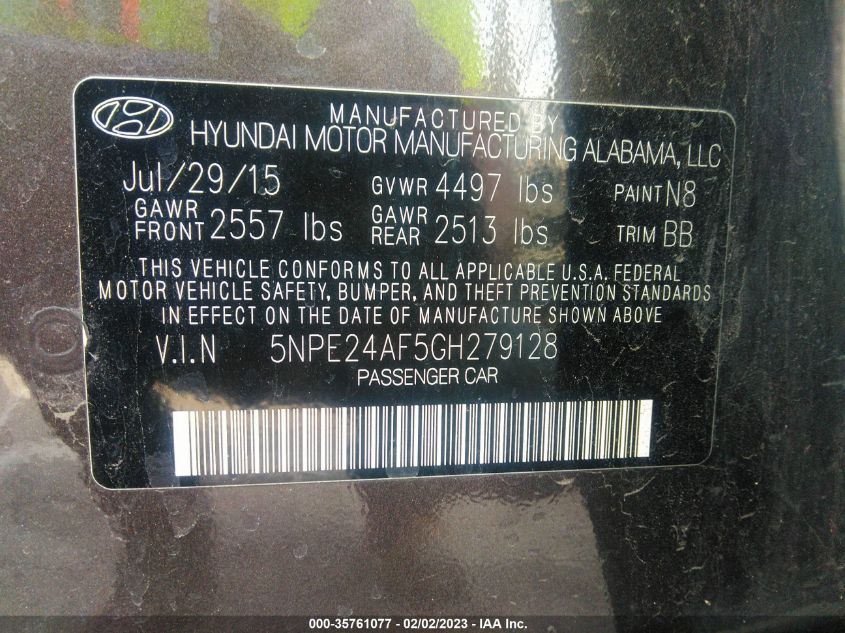 MANUFACTURED BY
HYUNDAI MOTOR MANUFACTURING ALABAMA, LLC
Jul/29/15 GVWR 4497 lbs PAINT N8
GAWR FRONT 2557 lbs GAWR REAR 2513 lbs TRIM BB
THIS VEHICLE CONFORMS TO ALL APPLICABLE U.S.A. FEDERAL
MOTOR VEHICLE SAFETY, BUMPER, AND THEFT PREVENTION STANDARDS
IN EFFECT ON THE DATE OF MANUFACTURE SHOWN ABOVE.
V.I.N 5NPE24AF5GH279128
PASSENGER CAR
000-35761077 - 02/02/2023 - IAA Inc.